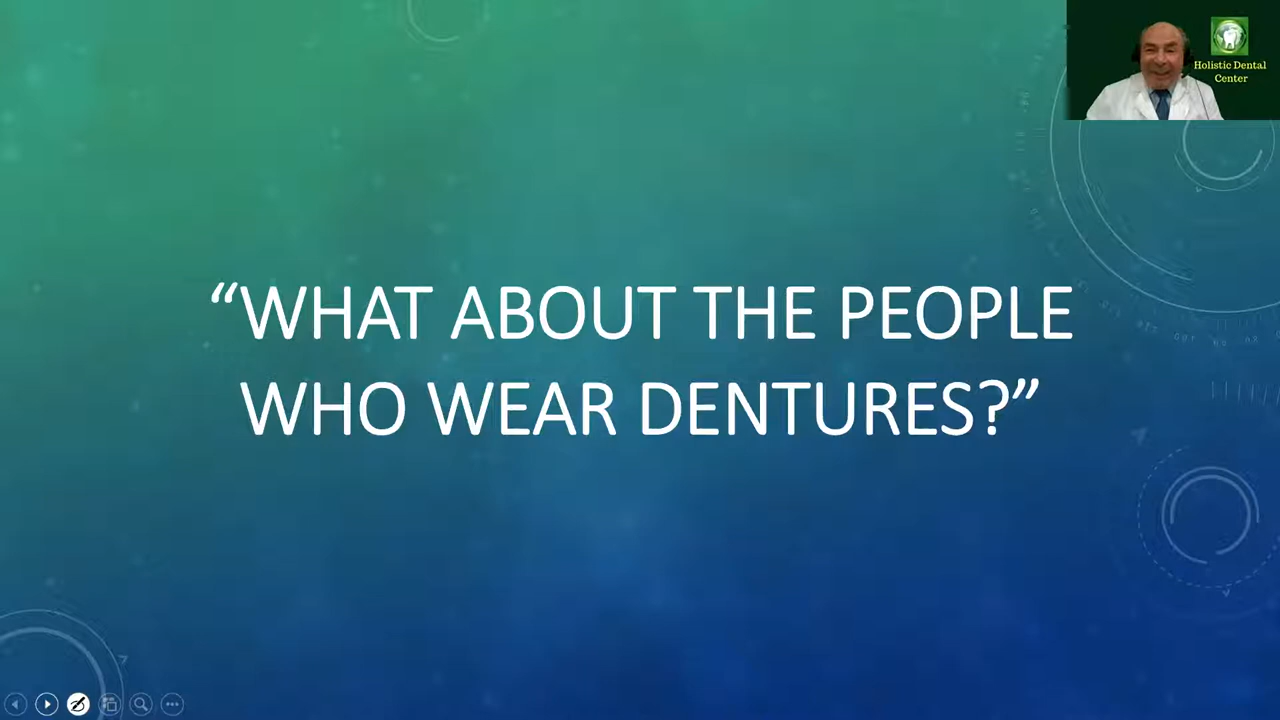 Holistic Dental
Center
“WHAT ABOUT THE PEOPLE
WHO WEAR DENTURES?”